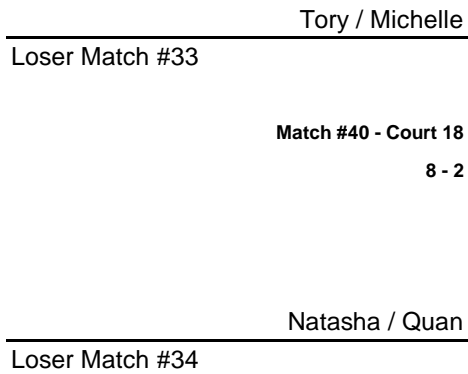 Tory / Michelle
Loser Match #33
Match #40 - Court 18
8 - 2
Natasha / Quan
Loser Match #34